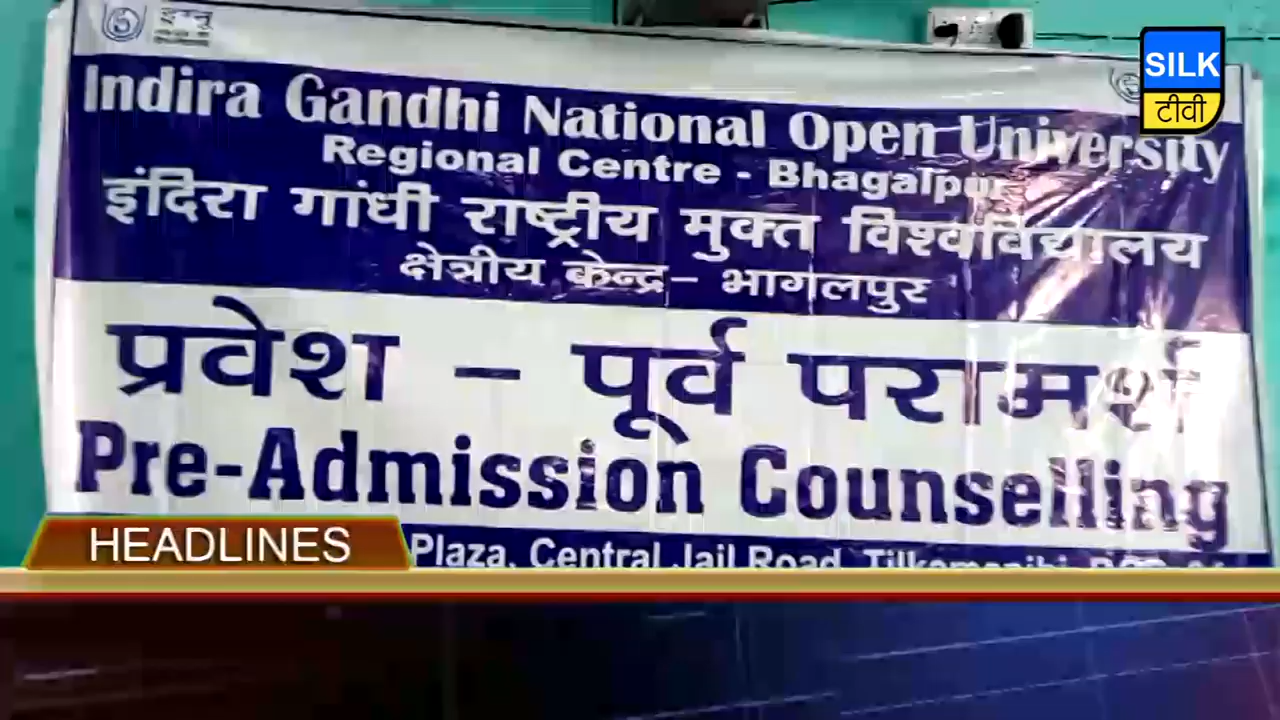 SILK
टीवी
Indira Gandhi National Open University
Regional Centre - Bhagalpur
इंदिरा गांधी राष्ट्रीय मुक्त विश्वविद्यालय
क्षेत्रीय केन्द्र – भागलपुर
प्रवेश – पूर्व परामर्श
Pre-Admission Counselling
Plaza, Central Jail Road, Tilkamanjhi
HEADLINES